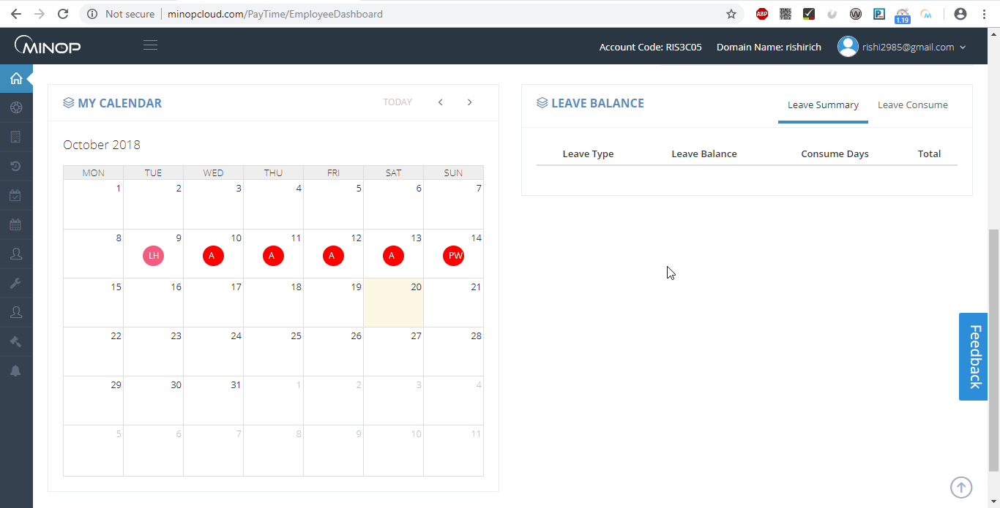 Not secure | minopcloud.com/PayTime/EmployeeDashboard
ABP
1.19
MINOP
Account Code: RIS3C05
Domain Name: rishirich
rishi2985@gmail.com
MY CALENDAR
TODAY
October 2018
MON TUE WED THU FRI SAT SUN
1 2 3 4 5 6 7
8 9 10 11 12 13 14
LH A A A A PW
15 16 17 18 19 20 21
22 23 24 25 26 27 28
29 30 31 1 2 3 4
5 6 7 8 9 10 11
LEAVE BALANCE
Leave Summary Leave Consume
Leave Type Leave Balance Consume Days Total
Feedback